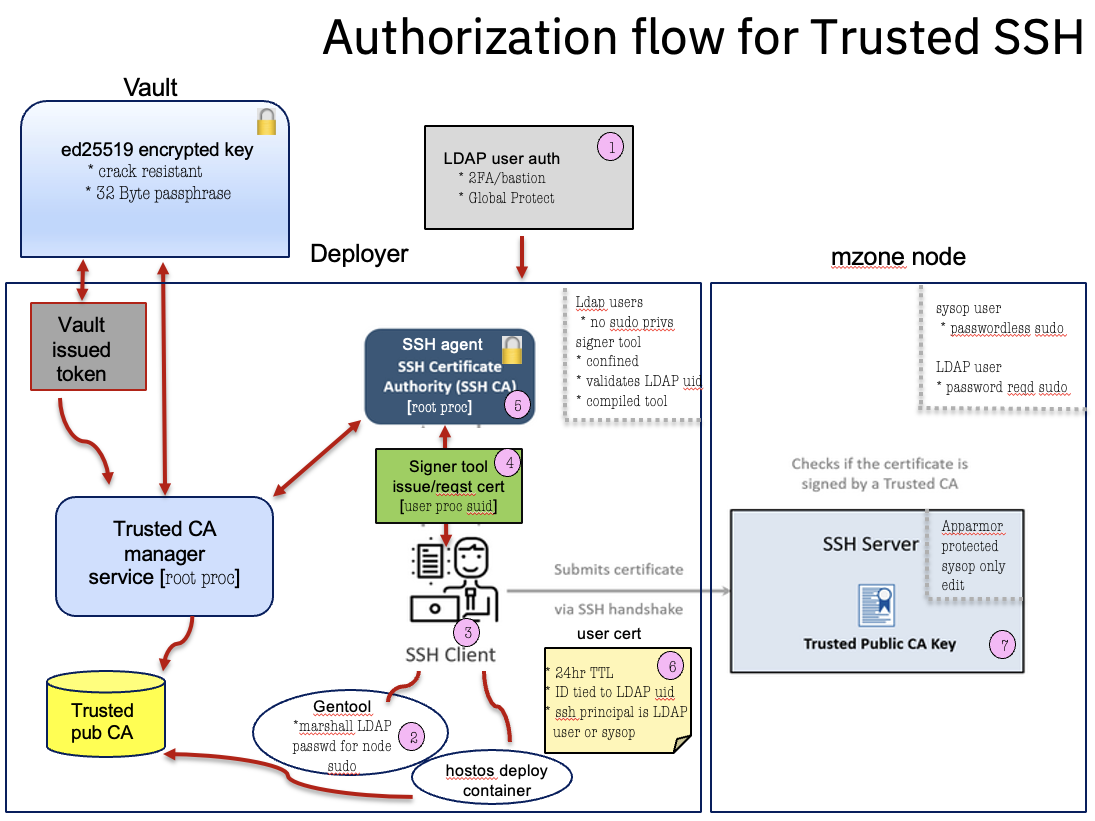 Authorization flow for Trusted SSH
Vault
ed25519 encrypted key
* crack resistant
* 32 Byte passphrase
1
LDAP user auth
* 2FA/bastion
* Global Protect
Deployer
mzone node
Vault
issued
token
SSH agent
SSH Certificate
Authority (SSH CA)
[root proc]
5
Ldap users
* no sudo privs
signer tool
* confined
* validates LDAP uid
* compiled tool
sysop user
* passwordless sudo
LDAP user
* password reqd sudo
Signer tool
4
issue/reqst cert
[user proc suid]
Checks if the certificate is
signed by a Trusted CA
Trusted CA
manager
service [root proc]
SSH Server
Apparmor
protected
sysop only
edit
Trusted Public CA Key
7
Submits certificate
via SSH handshake
3
SSH Client
user cert
6
* 24hr TTL
* ID tied to LDAP uid
* ssh principal is LDAP
user or sysop
Trusted
pub CA
Gentool
*marshall LDAP
passwd for node
sudo
2
hostos deploy
container